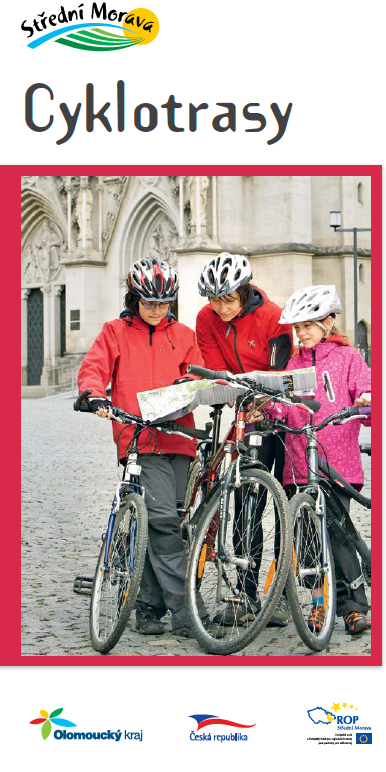 Střední Morava
Cyklotrasy
Olomoucký kraj
Česká republika
ROP
Střední Morava